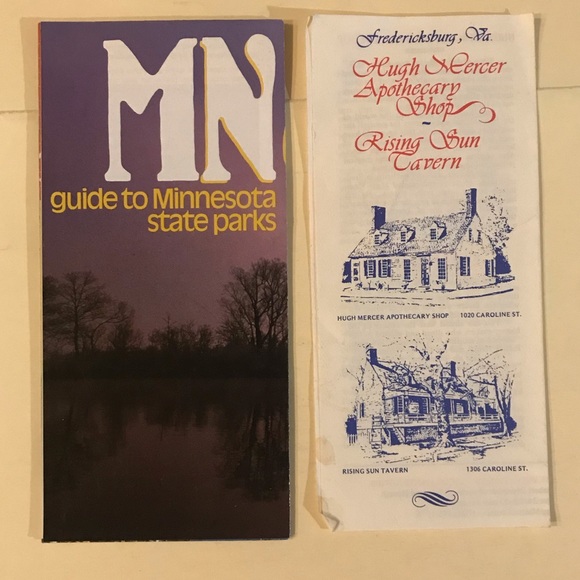 MN
guide to Minnesota
state parks
Fredericksburg, Va.
Hugh Mercer
Apothecary
Shop
~
Rising Sun
Tavern
HUGH MERCER APOTHECARY SHOP 1020 CAROLINE ST.
RISING SUN TAVERN 1306 CAROLINE ST.